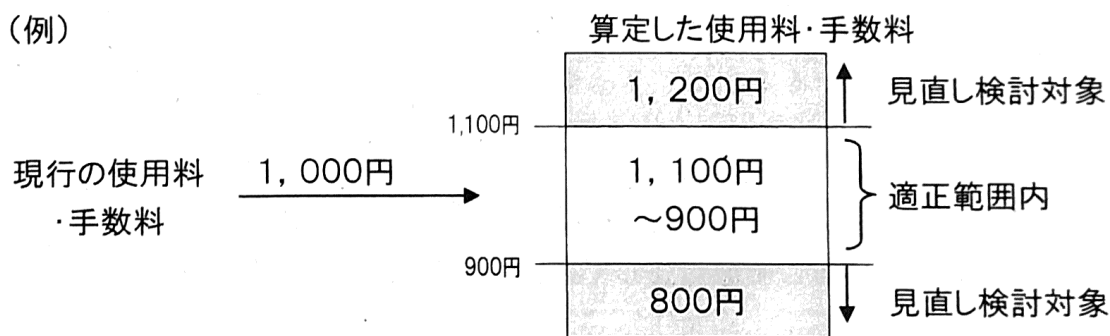 （例）
算定した使用料・手数料
1，200円
見直し検討対象
1,100円
現行の使用料
・手数料
1，000円
1，100円
～900円
適正範囲内
900円
800円
見直し検討対象